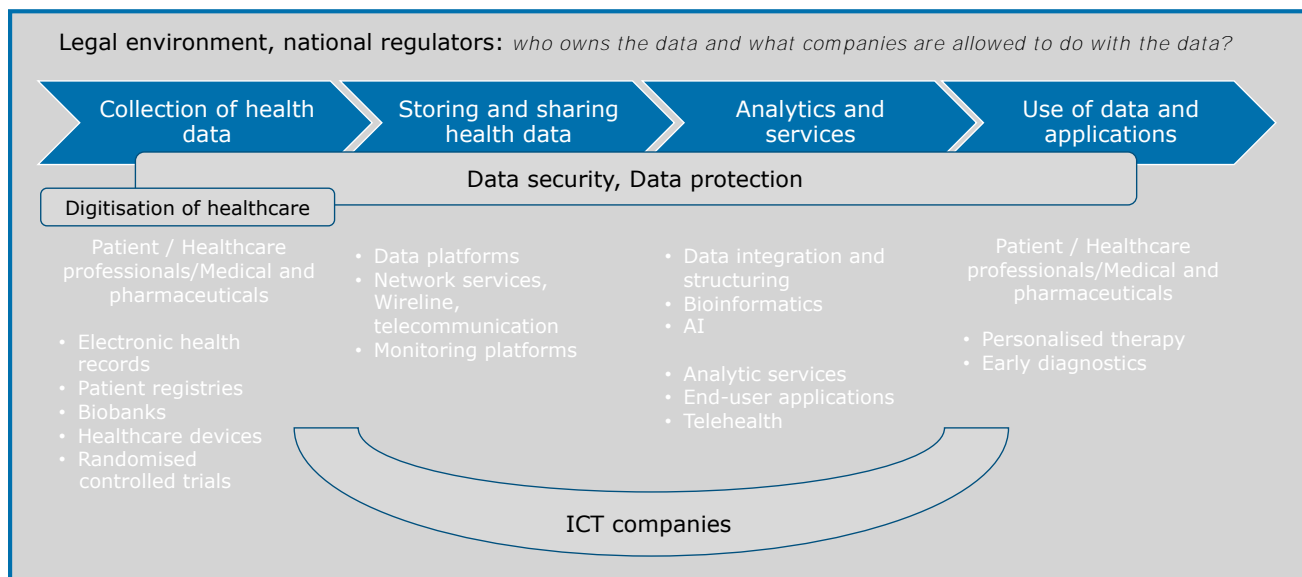 Legal environment, national regulators: who owns the data and what companies are allowed to do with the data?
Collection of health
data
Storing and sharing
health data
Analytics and
services
Use of data and
applications
Data security, Data protection
Digitisation of healthcare
Patient / Healthcare
professionals/Medical and
pharmaceuticals
• Electronic health
records
• Patient registries
• Biobanks
• Healthcare devices
• Randomised
controlled trials
• Data platforms
• Network services,
Wireline,
telecommunication
• Monitoring platforms
• Data integration and
structuring
• Bioinformatics
• AI
• Analytic services
• End-user applications
• Telehealth
Patient / Healthcare
professionals/Medical and
pharmaceuticals
• Personalised therapy
• Early diagnostics
ICT companies